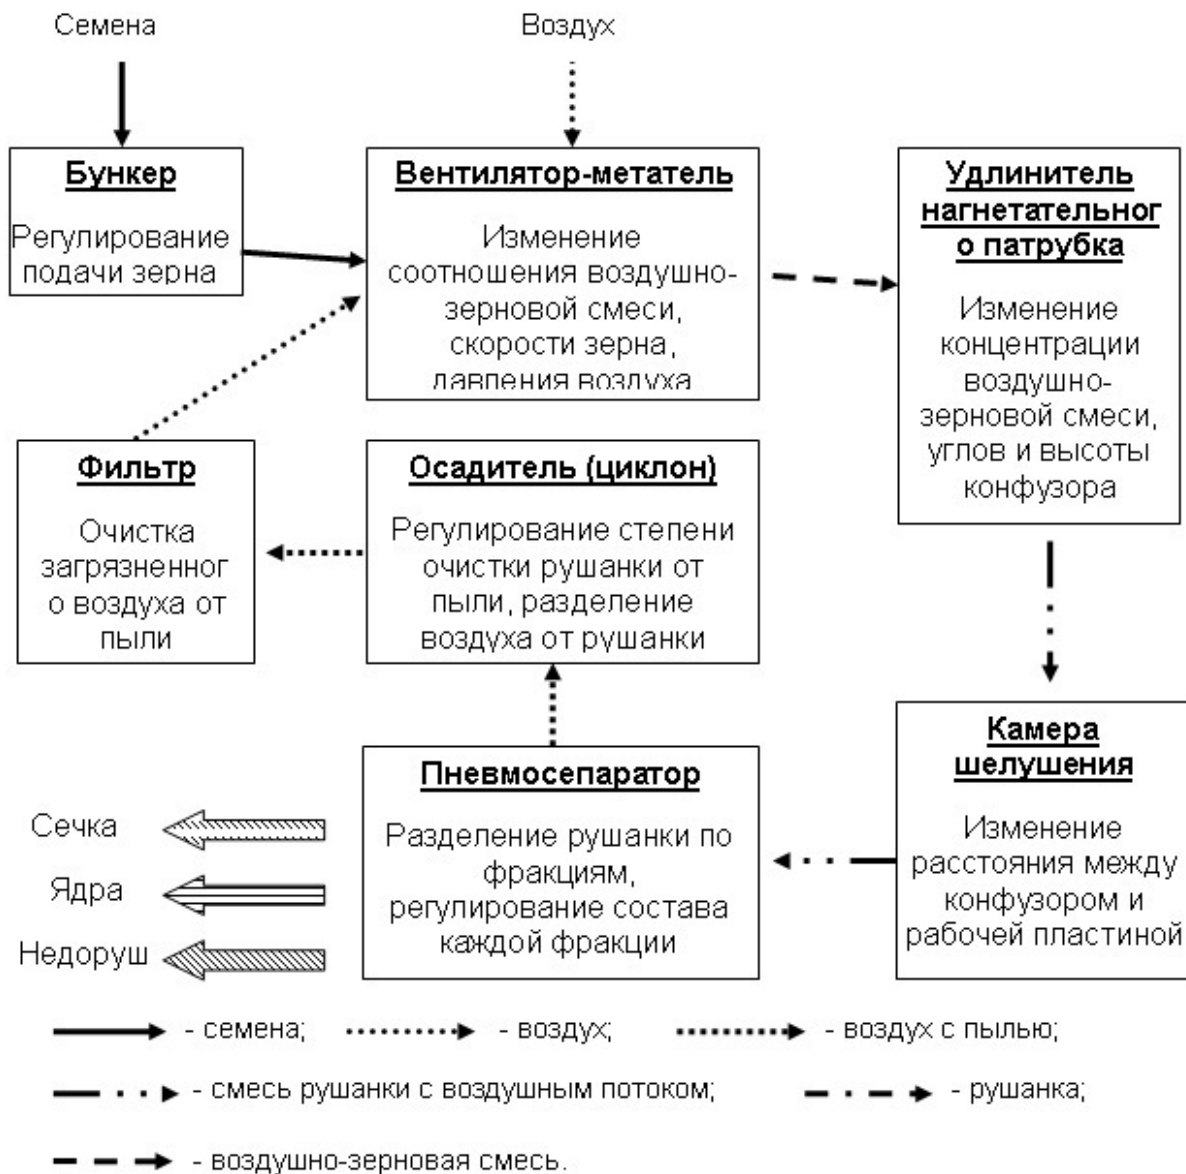 Семена
Воздух
Бункер
Регулирование
подачи зерна
Вентилятор-метатель
Изменение
соотношения воздушно-
зерновой смеси,
скорости зерна,
давления воздуха
Удлинитель
нагнетательног
о патрубка
Изменение
концентрации
воздушно-
зерновой смеси,
углов и высоты
конфузора
Фильтр
Очистка
загрязненног
о воздуха от
пыли
Осадитель (циклон)
Регулирование степени
очистки рушанки от
пыли, разделение
воздуха от рушанки
Камера
шелушения
Изменение
расстояния между
конфузором и
рабочей пластиной
Пневмосепаратор
Разделение рушанки по
фракциям,
регулирование состава
каждой фракции
Сечка
Ядра
Недоруш
- семена;
- воздух;
- воздух с пылью;
- смесь рушанки с воздушным потоком;
- рушанка;
- воздушно-зерновая смесь.